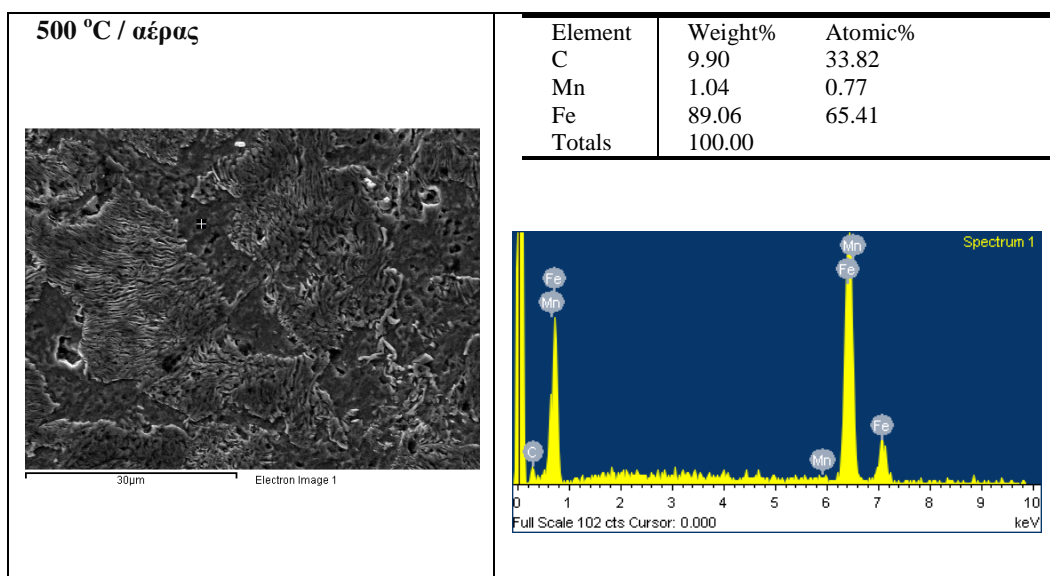 500 °C / αέρας
30μm Electron Image 1
Element Weight% Atomic%
C 9.90 33.82
Mn 1.04 0.77
Fe 89.06 65.41
Totals 100.00
Spectrum 1
Mn
Fe
Fe
Mn
Fe
C
Mn
0 1 2 3 4 5 6 7 8 9 10
Full Scale 102 cts Cursor: 0.000 keV